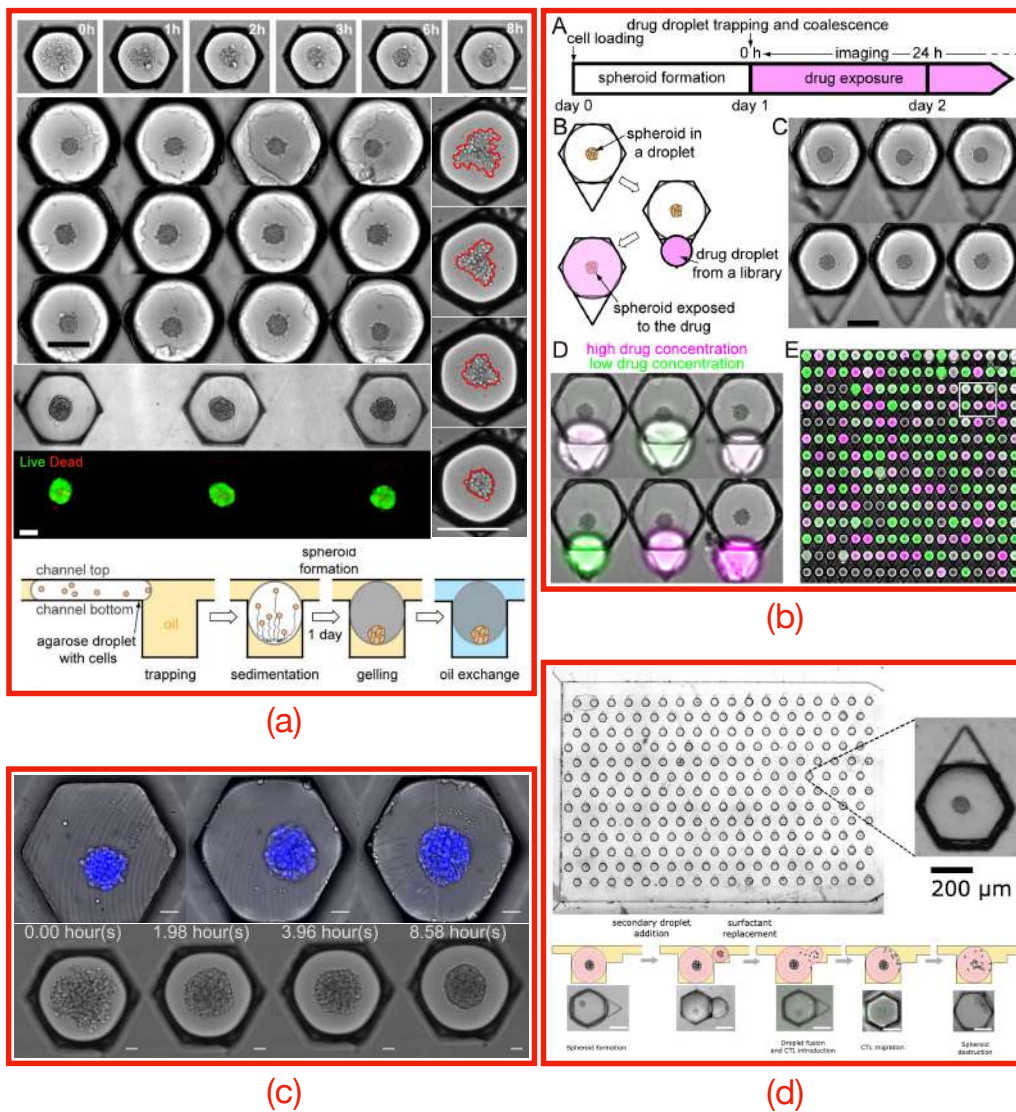 0h 1h 2h 3h 6h 8h
Live Dead
channel top
channel bottom
oil
agarose droplet
with cells
spheroid
formation
1 day
trapping sedimentation gelling oil exchange
(a)
A
drug droplet trapping and coalescence
cell loading
0 h imaging 24 h
spheroid formation drug exposure
day 0 day 1 day 2
B
spheroid in
a droplet
drug droplet
from a library
spheroid exposed
to the drug
C
D
high drug concentration
low drug concentration
E
(b)
0.00 hour(s) 1.98 hour(s) 3.96 hour(s) 8.58 hour(s)
(c)
200 µm
secondary droplet
addition
surfactant
replacement
Spheroid formation
Droplet fusion
and CTL introduction
CTL migration
Spheroid
destruction
(d)